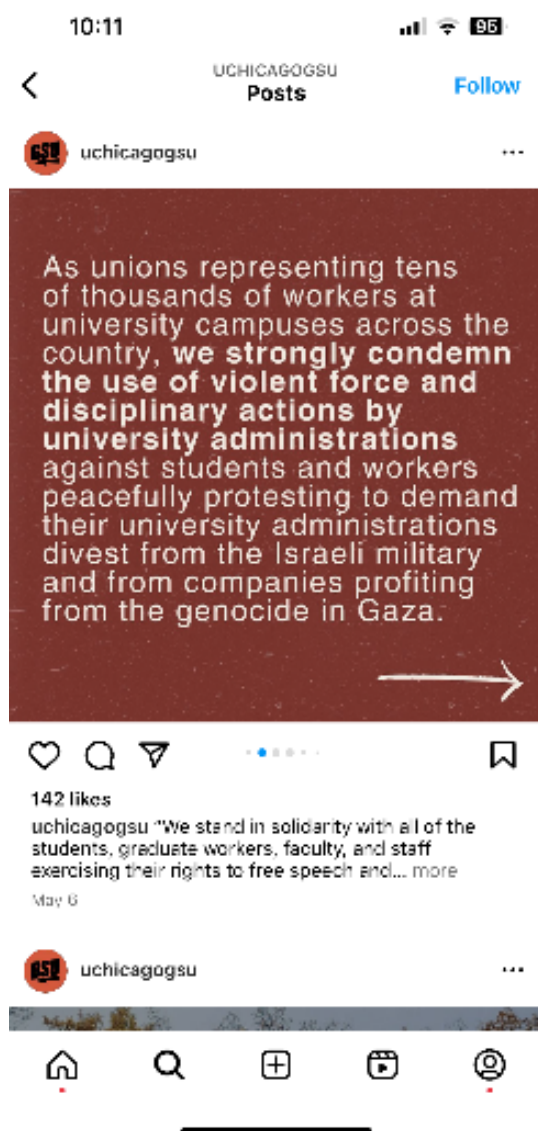 10:11
95
UCHICAGOGSU
Posts
Follow
GSU uchicagogsu
As unions representing tens
of thousands of workers at
university campuses across the
country, we strongly condemn
the use of violent force and
disciplinary actions by
university administrations
against students and workers
peacefully protesting to demand
their university administrations
divest from the Israeli military
and from companies profiting
from the genocide in Gaza.
142 likes
uchicagogsu "We stand in solidarity with all of the
students, graduate workers, faculty, and staff
exercising their rights to free speech and... more
May 6
GSU uchicagogsu